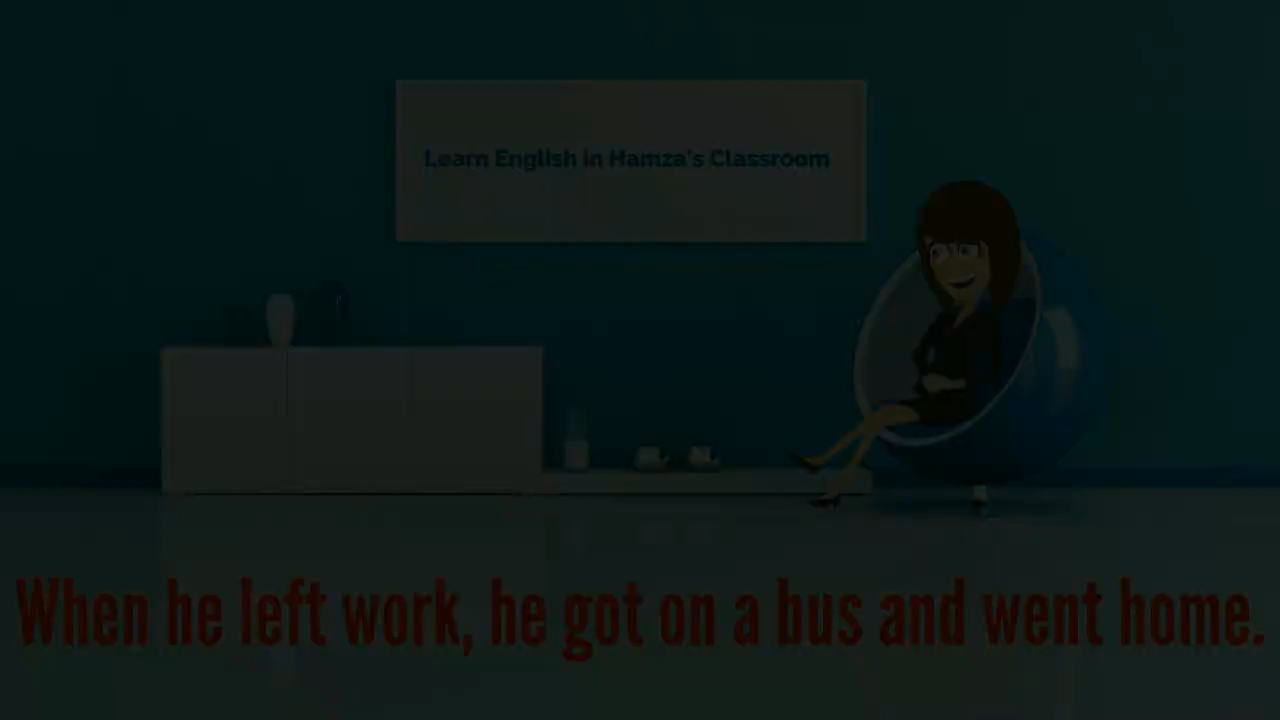 Learn English in Hamza's Classroom
When he left work, he got on a bus and went home.